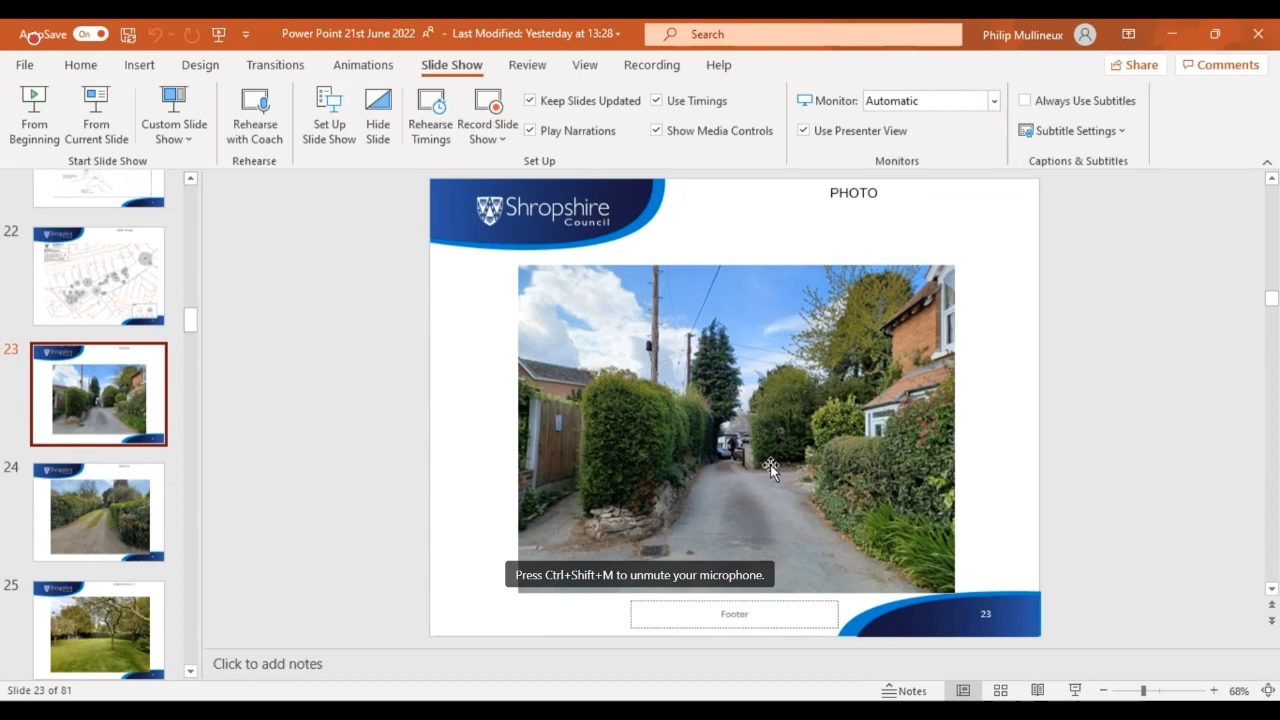 AutoSave On Power Point 21st June 2022 - Last Modified: Yesterday at 13:28 Search Philip Mullineux
File Home Insert Design Transitions Animations Slide Show Review View Recording Help Share Comments
From Beginning
From Current Slide
Custom Slide Show
Start Slide Show
Rehearse with Coach
Rehearse
Set Up Slide Show
Hide Slide
Rehearse Timings
Record Slide Show
Keep Slides Updated
Play Narrations
Use Timings
Show Media Controls
Set Up
Monitor: Automatic
Use Presenter View
Monitors
Always Use Subtitles
Subtitle Settings
Captions & Subtitles
22
23
24
25
Shropshire
Council
PHOTO
Press Ctrl+Shift+M to unmute your microphone.
Footer
23
Click to add notes
Slide 23 of 81
Notes
68%